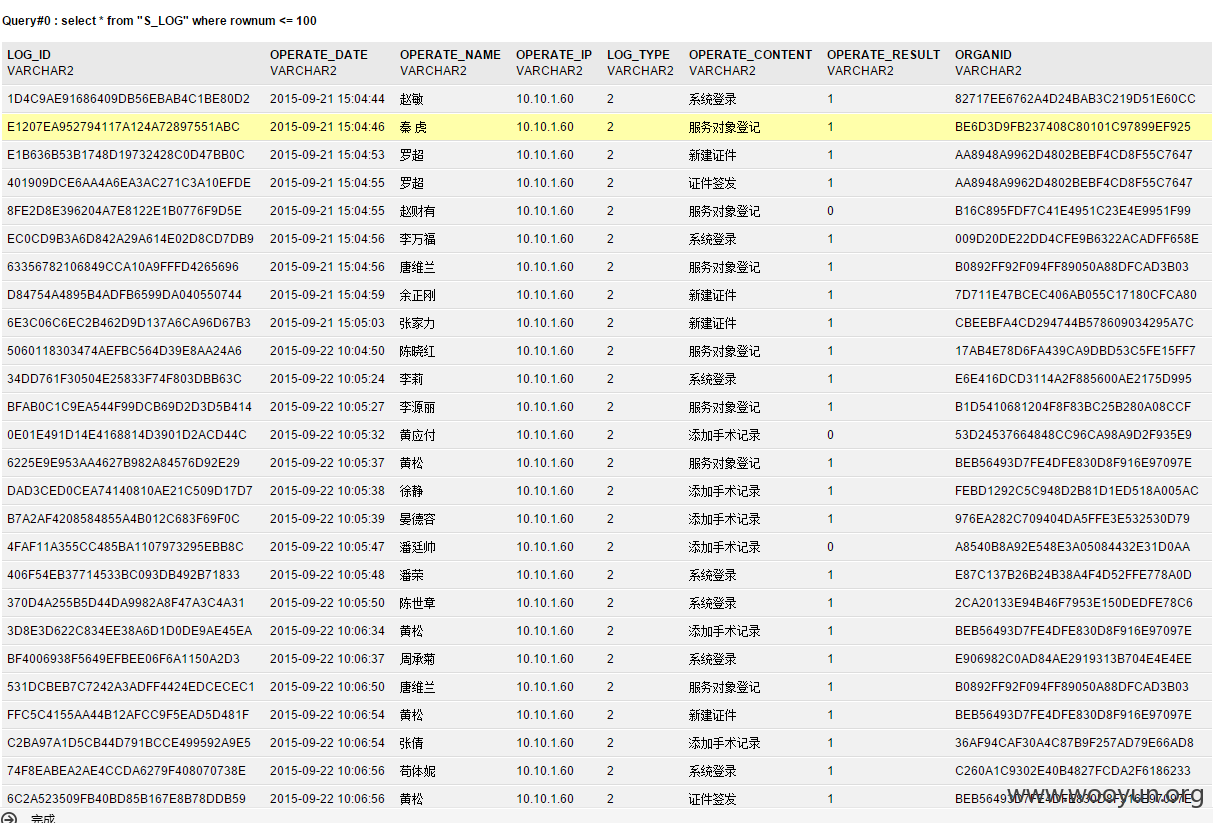 Query#0 : select * from "S_LOG" where rownum <= 100
LOG_ID OPERATE_DATE OPERATE_NAME OPERATE_IP LOG_TYPE OPERATE_CONTENT OPERATE_RESULT ORGANID
VARCHAR2 VARCHAR2 VARCHAR2 VARCHAR2 VARCHAR2 VARCHAR2 VARCHAR2 VARCHAR2
1D4C9AE91686409DB56EBAB4C1BE80D2 2015-09-21 15:04:44 赵敏 10.10.1.60 2 系统登录 1 82717EE6762A4D24BAB3C219D51E60CC
E1207EA952794117A124A72897551ABC 2015-09-21 15:04:46 秦 虎 10.10.1.60 2 服务对象登记 1 BE6D3D9FB237408C80101C97899EF925
E1B636B53B1748D19732428C0D47BB0C 2015-09-21 15:04:53 罗超 10.10.1.60 2 新建证件 1 AA8948A9962D4802BEBF4CD8F55C7647
401909DCE6AA4A6EA3AC271C3A10EFDE 2015-09-21 15:04:55 罗超 10.10.1.60 2 证件签发 1 AA8948A9962D4802BEBF4CD8F55C7647
8FE2D8E396204A7E8122E1B0776F9D5E 2015-09-21 15:04:55 赵财有 10.10.1.60 2 服务对象登记 0 B16C895FDF7C41E4951C23E4E9951F99
EC0CD9B3A6D842A29A614E02D8CD7DB9 2015-09-21 15:04:56 李万福 10.10.1.60 2 系统登录 1 009D20DE22DD4CFE9B6322ACADFF658E
63356782106849CCA10A9FFFD4265696 2015-09-21 15:04:56 唐维兰 10.10.1.60 2 服务对象登记 1 B0892FF92F094FF89050A88DFCAD3B03
D84754A4895B4ADFB6599DA040550744 2015-09-21 15:04:59 余正刚 10.10.1.60 2 新建证件 1 7D711E47BCEC406AB055C17180CFCA80
6E3C06C6EC2B462D9D137A6CA96D67B3 2015-09-21 15:05:03 张家力 10.10.1.60 2 新建证件 1 CBEEBFA4CD294744B578609034295A7C
5060118303474AEFBC564D39E8AA24A6 2015-09-22 10:04:50 陈晓红 10.10.1.60 2 服务对象登记 1 17AB4E78D6FA439CA9DBD53C5FE15FF7
34DD761F30504E25833F74F803DBB63C 2015-09-22 10:05:24 李莉 10.10.1.60 2 系统登录 1 E6E416DCD3114A2F885600AE2175D995
BFAB0C1C9EA544F99DCB69D2D3D5B414 2015-09-22 10:05:27 李源丽 10.10.1.60 2 服务对象登记 1 B1D5410681204F8F83BC25B280A08CCF
0E01E491D14E4168814D3901D2ACD44C 2015-09-22 10:05:32 黄应付 10.10.1.60 2 添加手术记录 0 53D24537664848CC96CA98A9D2F935E9
6225E9E953AA4627B982A84576D92E29 2015-09-22 10:05:37 黄松 10.10.1.60 2 服务对象登记 1 BEB56493D7FE4DFE830D8F916E97097E
DAD3CED0CEA74140810AE21C509D17D7 2015-09-22 10:05:38 徐静 10.10.1.60 2 添加手术记录 1 FEBD1292C5C948D2B81D1ED518A005AC
B7A2AF4208584855A4B012C683F69F0C 2015-09-22 10:05:39 晏德容 10.10.1.60 2 添加手术记录 1 976EA282C709404DA5FFE3E532530D79
4FAF11A355CC485BA1107973295EBB8C 2015-09-22 10:05:47 潘廷帅 10.10.1.60 2 添加手术记录 0 A8540B8A92E548E3A05084432E31D0AA
406F54EB37714533BC093DB492B71833 2015-09-22 10:05:48 潘荣 10.10.1.60 2 系统登录 1 E87C137B26B24B38A4F4D52FFE778A0D
370D4A255B5D44DA9982A8F47A3C4A31 2015-09-22 10:05:50 陈世章 10.10.1.60 2 系统登录 1 2CA20133E94B46F7953E150DEDFE78C6
3D8E3D622C834EE38A6D1D0DE9AE45EA 2015-09-22 10:06:34 黄松 10.10.1.60 2 添加手术记录 1 BEB56493D7FE4DFE830D8F916E97097E
BF4006938F5649EFBEE06F6A1150A2D3 2015-09-22 10:06:37 周承菊 10.10.1.60 2 系统登录 1 E906982C0AD84AE2919313B704E4E4EE
531DCBEB7C7242A3ADFF4424EDCECEC1 2015-09-22 10:06:50 唐维兰 10.10.1.60 2 服务对象登记 1 B0892FF92F094FF89050A88DFCAD3B03
FFC5C4155AA44B12AFCC9F5EAD5D481F 2015-09-22 10:06:54 黄松 10.10.1.60 2 新建证件 1 BEB56493D7FE4DFE830D8F916E97097E
C2BA97A1D5CB44D791BCCE499592A9E5 2015-09-22 10:06:54 张倩 10.10.1.60 2 添加手术记录 1 36AF94CAF30A4C87B9F257AD79E66AD8
74F8EABEA2AE4CCDA6279F408070738E 2015-09-22 10:06:56 苟体妮 10.10.1.60 2 系统登录 1 C260A1C9302E40B4827FCDA2F6186233
6C2A523509FB40BD85B167E8B78DDB59 2015-09-22 10:06:56 黄松 10.10.1.60 2 证件签发 1 BEB56493D7FE4DFE830D8F916E97097E
www.wooyun.org
完成